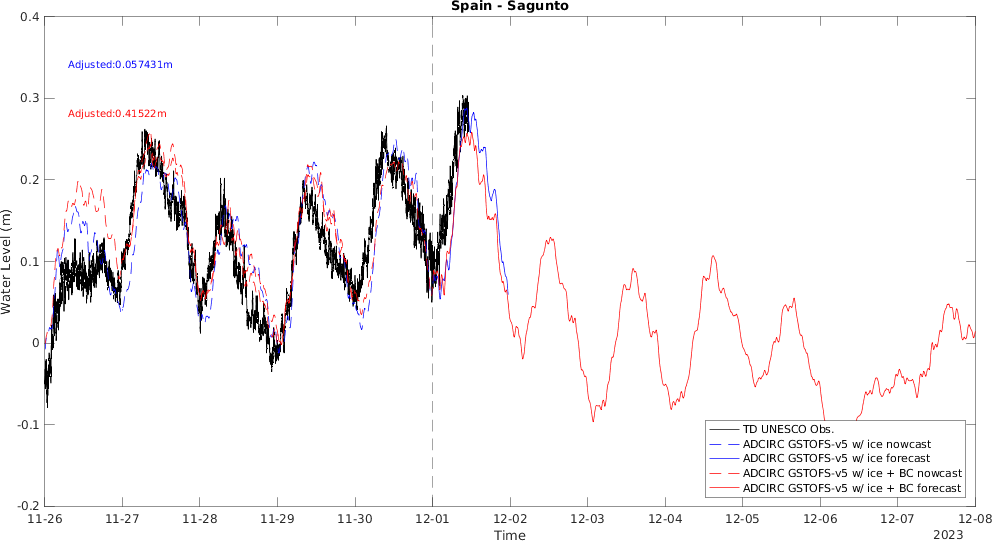 Spain - Sagunto
0.4
0.3
0.2
0.1
0
-0.1
-0.2
Water Level (m)
Adjusted:0.057431m
Adjusted:0.41522m
TD UNESCO Obs.
ADCIRC GSTOFS-v5 w/ ice nowcast
ADCIRC GSTOFS-v5 w/ ice forecast
ADCIRC GSTOFS-v5 w/ ice + BC nowcast
ADCIRC GSTOFS-v5 w/ ice + BC forecast
11-26 11-27 11-28 11-29 11-30 12-01 12-02 12-03 12-04 12-05 12-06 12-07 12-08
Time
2023